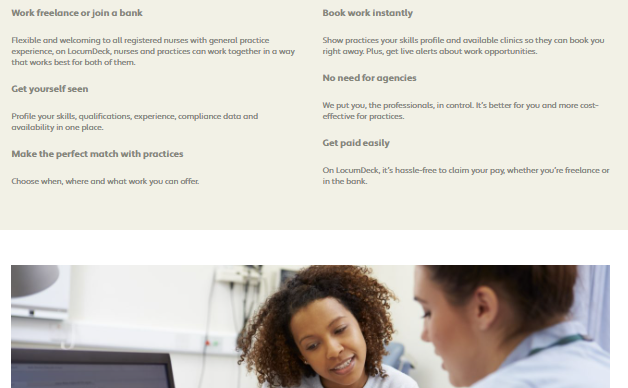 Work freelance or join a bank
Flexible and welcoming to all registered nurses with general practice
experience, on LocumDeck, nurses and practices can work together in a way
that works best for both of them.
Get yourself seen
Profile your skills, qualifications, experience, compliance data and
availability in one place.
Make the perfect match with practices
Choose when, where and what work you can offer.
Book work instantly
Show practices your skills profile and available clinics so they can book you
right away. Plus, get live alerts about work opportunities.
No need for agencies
We put you, the professionals, in control. It's better for you and more cost-
effective for practices.
Get paid easily
On LocumDeck, it's hassle-free to claim your pay, whether you're freelance or
in the bank.